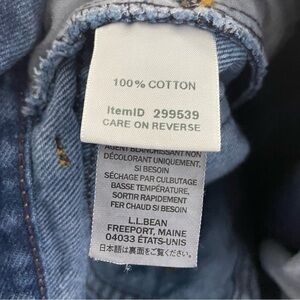 100% COTTON
ItemID 299539
CARE ON REVERSE
AGENT BLANCHISSANT NON
DÉCOLORANT UNIQUEMENT,
SI BESOIN
SÉCHAGE PAR CULBUTAGE
BASSE TEMPÉRATURE,
SORTIR RAPIDEMENT
FER CHAUD SI BESOIN
L.L.BEAN
FREEPORT, MAINE
04033 ÉTATS-UNIS
日本語は裏面をご覧ください。